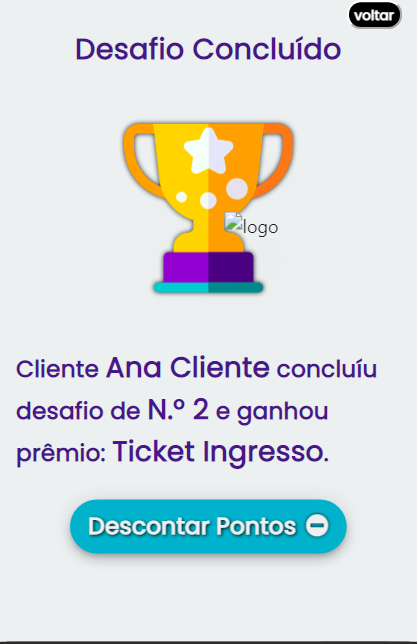 voltar
Desafio Concluído
logo
Cliente Ana Cliente concluíu
desafio de N.º 2 e ganhou
prêmio: Ticket Ingresso.
Descontar Pontos